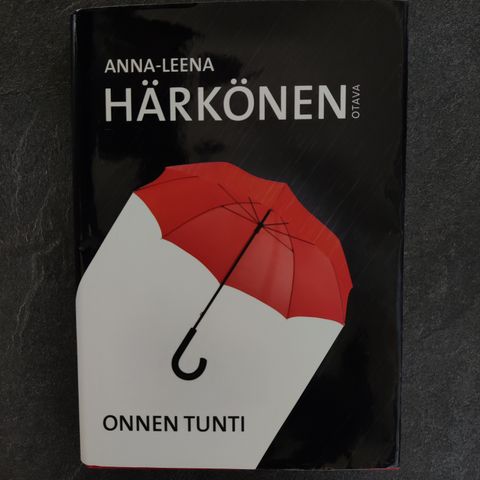 ANNA-LEENA
HÄRKÖNEN
OTAVA
ONNEN TUNTI